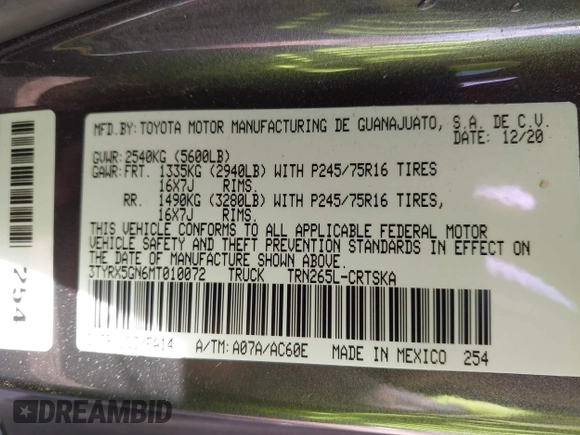 MFD.BY:TOYOTA MOTOR MANUFACTURING DE GUANAJUATO, S.A. DE C.V.
DATE: 12/20
GVWR:2540KG (5600LB)
GAWR:FRT. 1335KG (2940LB) WITH P245/75R16 TIRES
16X7J RIMS.
RR. 1490KG (3280LB) WITH P245/75R16 TIRES,
16X7J RIMS.
THIS VEHICLE CONFORMS TO ALL APPLICABLE FEDERAL MOTOR
VEHICLE SAFETY AND THEFT PREVENTION STANDARDS IN EFFECT ON
THE DATE OF MANUFACTURE SHOWN ABOVE.
3TYRX5GN6MT010072 TRUCK TRN265L-CRTSKA
A/TM:A07A/AC60E MADE IN MEXICO 254
254
DREAMBID